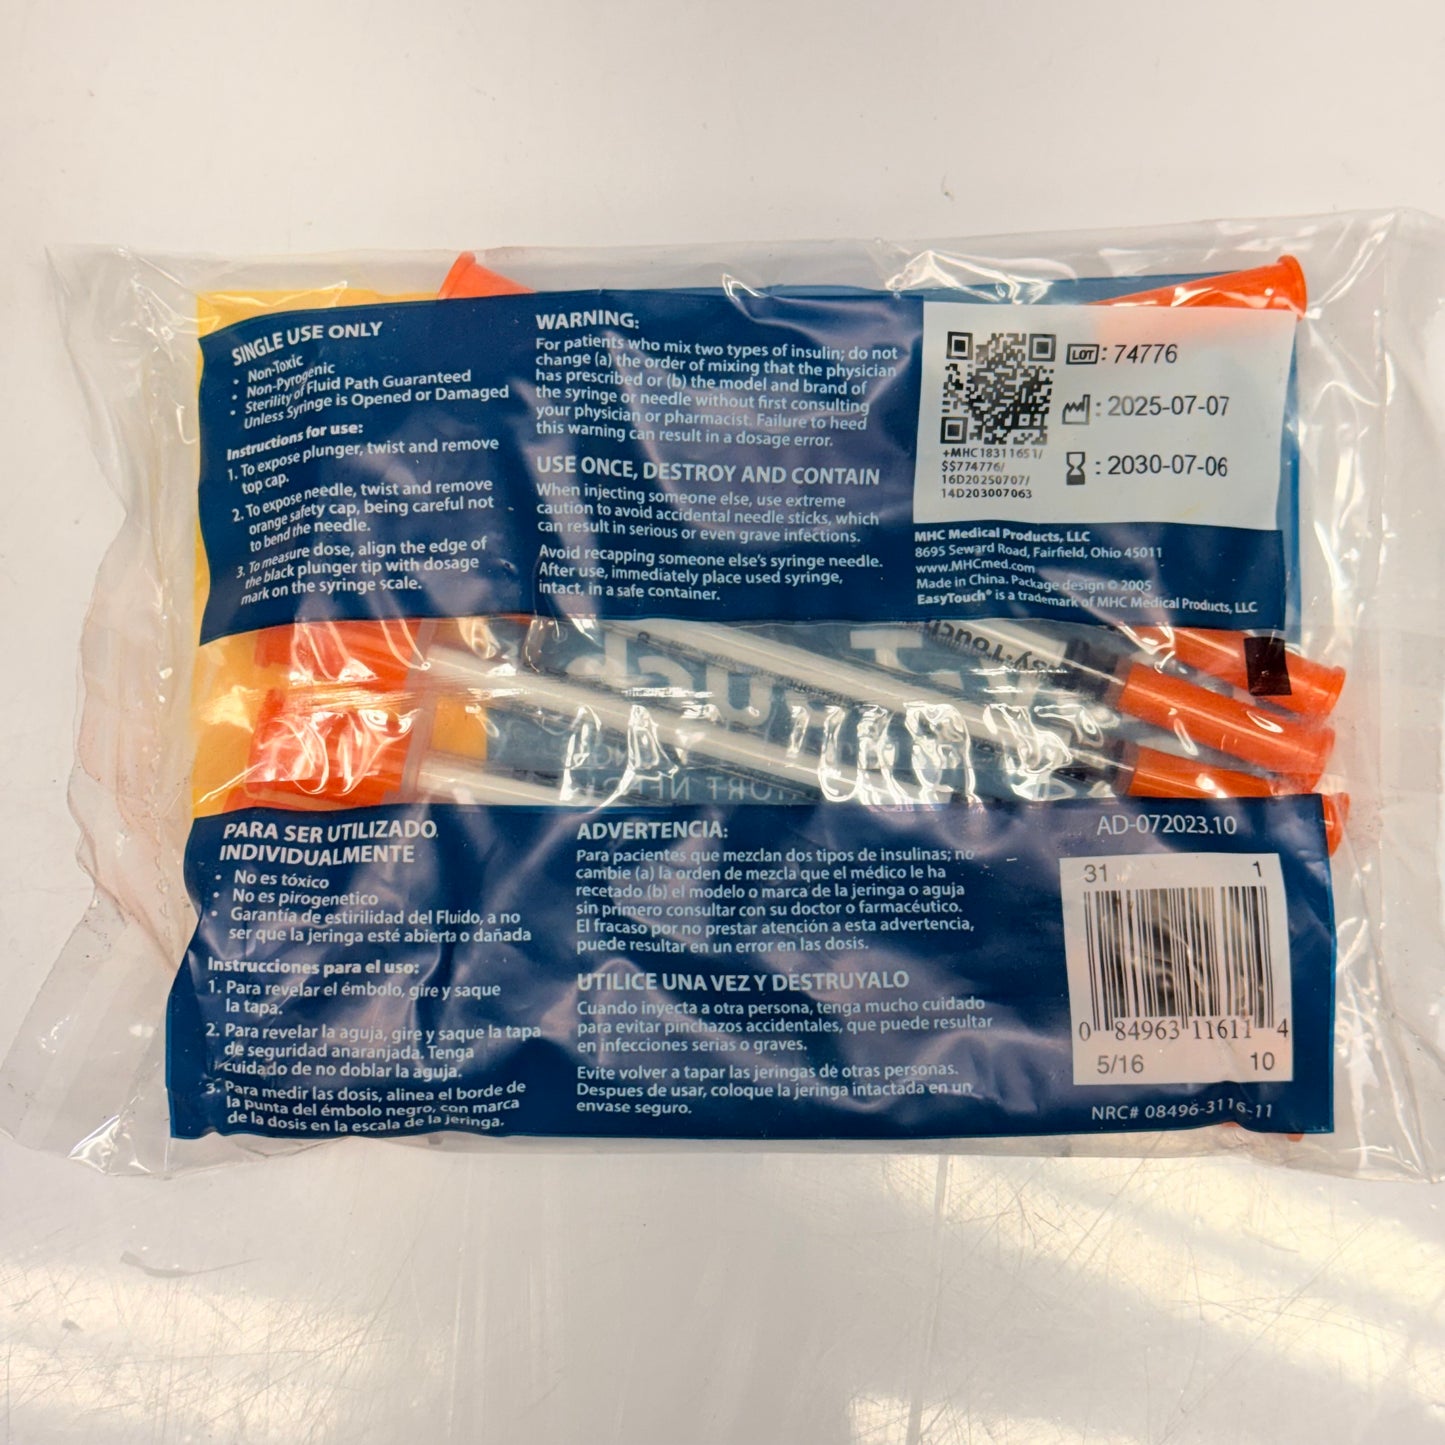 SINGLE USE ONLY
• Non-Toxic
• Non-Pyrogenic
• Sterility of Fluid Path Guaranteed
Unless Syringe is Opened or Damaged
Instructions for use:
1. To expose plunger, twist and remove
top cap.
2. To expose needle, twist and remove
orange safety cap, being careful not
to bend the needle.
3. To measure dose, align the edge of
the black plunger tip with dosage
mark on the syringe scale.
WARNING:
For patients who mix two types of insulin; do not
change (a) the order of mixing that the physician
has prescribed or (b) the model and brand of
the syringe or needle without first consulting
your physician or pharmacist. Failure to heed
this warning can result in a dosage error.
USE ONCE, DESTROY AND CONTAIN
When injecting someone else, use extreme
caution to avoid accidental needle sticks, which
can result in serious or even grave infections.
Avoid recapping someone else's syringe needle.
After use, immediately place used syringe,
intact, in a safe container.
LOT: 74776
: 2025-07-07
: 2030-07-06
+MHC18311651/
$$774776/
16D20250707/
14D203007063
MHC Medical Products, LLC
8695 Seward Road, Fairfield, Ohio 45011
www.MHCmed.com
Made in China. Package design © 2005
EasyTouch® is a trademark of MHC Medical Products, LLC
PARA SER UTILIZADO
INDIVIDUALMENTE
• No es tóxico
• No es pirogenetico
• Garantía de estirilidad del Fluido, a no
ser que la jeringa esté abierta o dañada
Instrucciones para el uso:
1. Para revelar el émbolo, gire y saque
la tapa.
2. Para revelar la aguja, gire y saque la tapa
de seguridad anaranjada. Tenga
cuidado de no doblar la aguja.
3. Para medir las dosis, alinea el borde de
la punta del émbolo negro, con marca
de la dosis en la escala de la jeringa.
ADVERTENCIA:
Para pacientes que mezclan dos tipos de insulinas; no
cambie (a) la orden de mezcla que el médico le ha
recetado (b) el modelo o marca de la jeringa o aguja
sin primero consultar con su doctor o farmacéutico.
El fracaso por no prestar atención a esta advertencia,
puede resultar en un error en las dosis.
UTILICE UNA VEZ Y DESTRUYALO
Cuando inyecta a otra persona, tenga mucho cuidado
para evitar pinchazos accidentales, que puede resultar
en infecciones serias o graves.
Evite volver a tapar las jeringas de otras personas.
Despues de usar, coloque la jeringa intactada en un
envase seguro.
AD-072023.10
31 1
0 84963 11611 4
5/16 10
NRC# 08496-3116-11